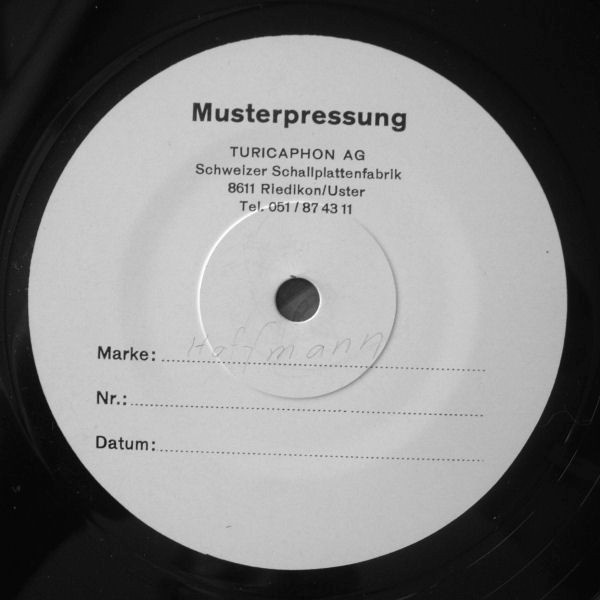 Musterpressung
TURICAPHON AG
Schweizer Schallplattenfabrik
8611 Riedikon/Uster
Tel. 051 / 87 43 11
Marke: Hoffmann
Nr.:
Datum: